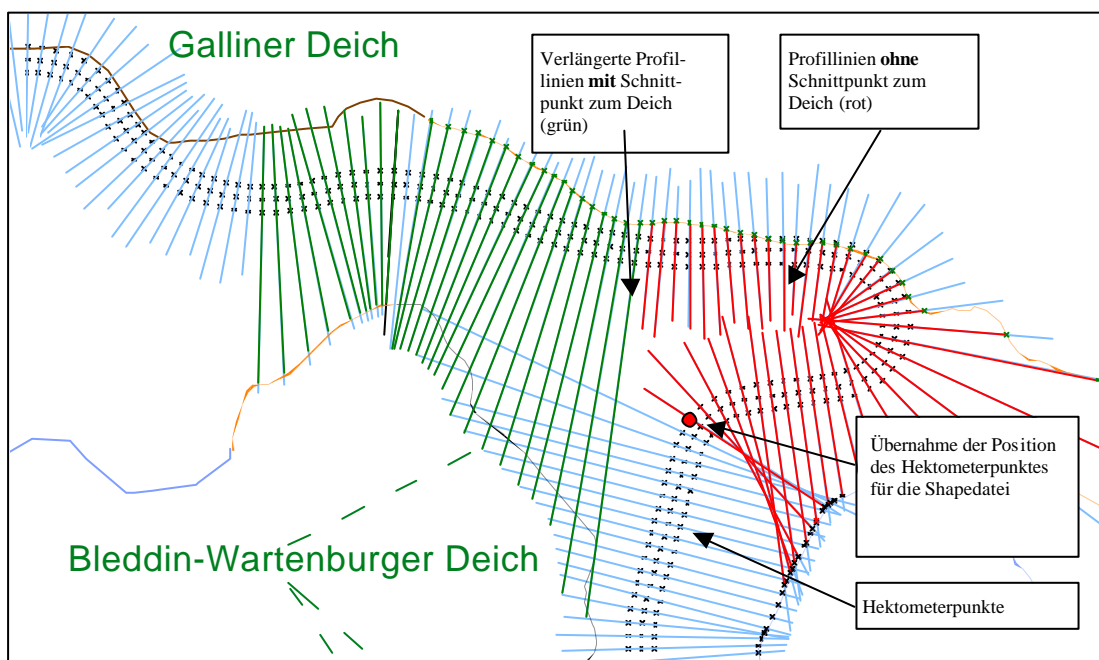 Galliner Deich
Verlängerte Profil-
linien mit Schnitt-
punkt zum Deich
(grün)
Profillinien ohne
Schnittpunkt zum
Deich (rot)
Übernahme der Position
des Hektometerpunktes
für die Shapedatei
Bleddin-Wartenburger Deich
Hektometerpunkte